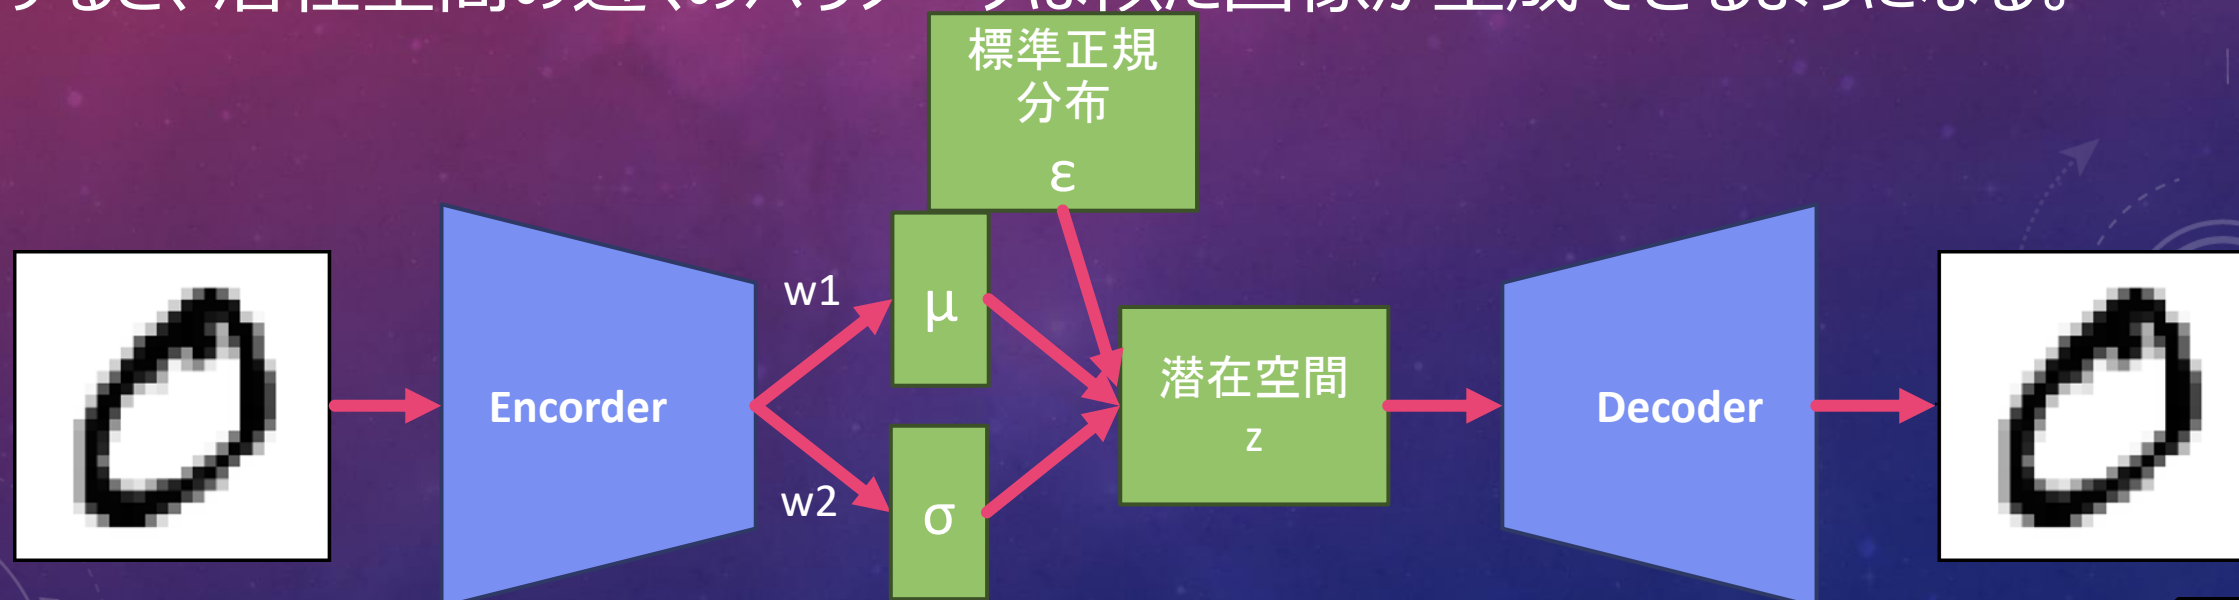 標準正規
分布
ε
w1
μ
Encorder
潜在空間
z
Decoder
w2
σ